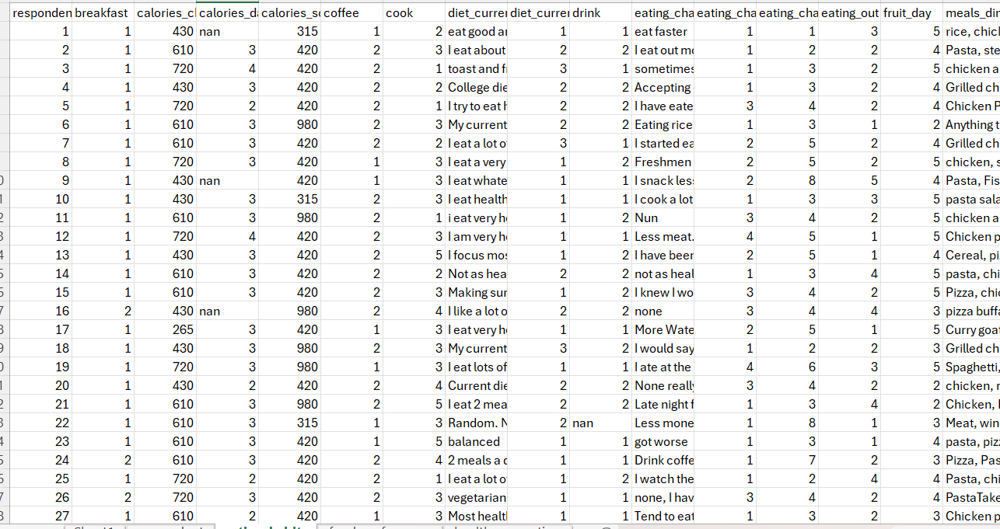 responden breakfast calories_cl calories_da calories_sc coffee cook diet_currer diet_currer drink eating_cha eating_cha eating_cha eating_out fruit_day meals_din
1 1 430 nan 315 1 2 eat good ar 1 1 eat faster 1 1 3 5 rice, chick
2 1 610 3 420 2 3 I eat about 2 2 I eat out mo 1 2 2 4 Pasta, ste
3 1 720 4 420 2 1 toast and fr 3 1 sometimes 1 3 2 5 chicken a
4 1 430 3 420 2 2 College die 2 2 Accepting 1 3 2 4 Grilled ch
5 1 720 2 420 2 1 I try to eat h 2 2 I have eate 3 4 2 4 Chicken P
6 1 610 3 980 2 3 My current 2 2 Eating rice 1 3 1 2 Anything t
7 1 610 3 420 2 2 I eat a lot o 3 1 I started ea 2 5 2 4 Grilled ch
8 1 720 3 420 1 3 I eat a very 1 2 Freshmen 2 5 2 5 chicken, s
9 1 430 nan 420 1 3 I eat whate 1 1 I snack les 2 8 5 4 Pasta, Fis
10 1 430 3 315 2 3 I eat health 1 1 I cook a lot 1 3 3 5 pasta sala
11 1 610 3 980 2 1 i eat very he 1 2 Nun 3 4 2 5 chicken a
12 1 720 4 420 2 3 I am very he 1 1 Less meat. 4 5 1 5 Chicken p
13 1 430 3 420 2 5 I focus mos 1 2 I have been 2 5 1 4 Cereal, pi
14 1 610 3 420 2 2 Not as hea 2 2 not as heal 1 3 4 5 pasta, chi
15 1 610 3 420 2 3 Making sur 1 2 I knew I wo 3 4 2 5 Pizza, chi
16 2 430 nan 980 2 4 I like a lot o 2 2 none 3 4 4 3 pizza buff
17 1 265 3 420 1 3 I eat very h 1 1 More Wate 2 5 1 5 Curry goat
18 1 430 3 980 2 3 My current 3 2 I would say 1 2 2 3 Grilled ch
19 1 720 3 980 1 3 I eat lots of 1 1 I ate at the 4 6 3 5 Spaghetti,
20 1 430 2 420 2 4 Current die 2 2 None really 3 4 2 2 chicken, r
21 1 610 3 980 2 5 I eat 2 mea 2 2 Late night f 1 3 4 2 Chicken,
22 1 610 3 315 1 3 Random. N 2 nan Less mone 1 8 1 3 Meat, win
23 1 610 3 420 1 5 balanced 1 1 got worse 1 3 1 4 pasta, piz
24 2 610 3 420 2 4 2 meals a d 1 1 Drink coffe 1 7 2 3 Pizza, Pas
25 1 720 2 420 2 1 I eat a lot o 1 2 I watch the 1 2 4 4 Pasta, chi
26 2 720 3 420 2 3 vegetarian 1 1 none, I hav 3 4 2 4 PastaTake
27 1 610 2 420 1 3 Most healt 1 1 Tend to eat 1 3 2 3 Chicken p